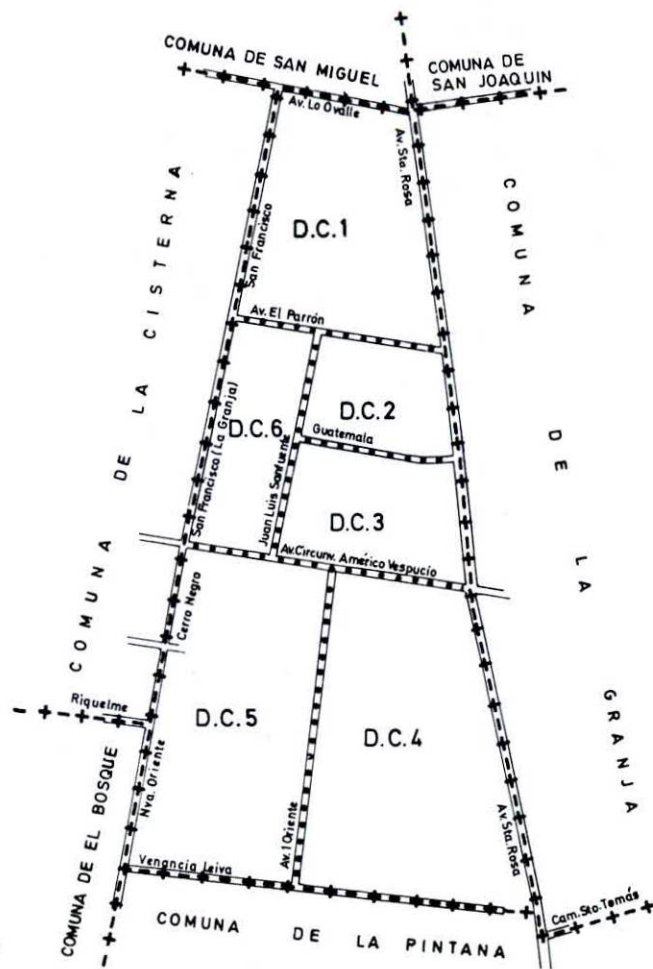 COMUNA DE SAN MIGUEL
COMUNA DE
SAN JOAQUIN
Av. Lo Ovalle
Av. Sta. Rosa
COMUNA DE LA CISTERNA
San Francisco
D.C.1
COMUNA DE LA GRANJA
Av. El Parrón
D.C.2
D.C.6
Guatemala
San Francisco (La Granja)
Juan Luis Sanfuente
D.C.3
Av. Circunv. Américo Vespucio
Cerro Negro
Riquelme
D.C.5
D.C.4
Nva. Oriente
COMUNA DE EL BOSQUE
Av. 1 Oriente
Av. Sta. Rosa
Venancia Leiva
Cam. Sto. Tomás
COMUNA DE LA PINTANA